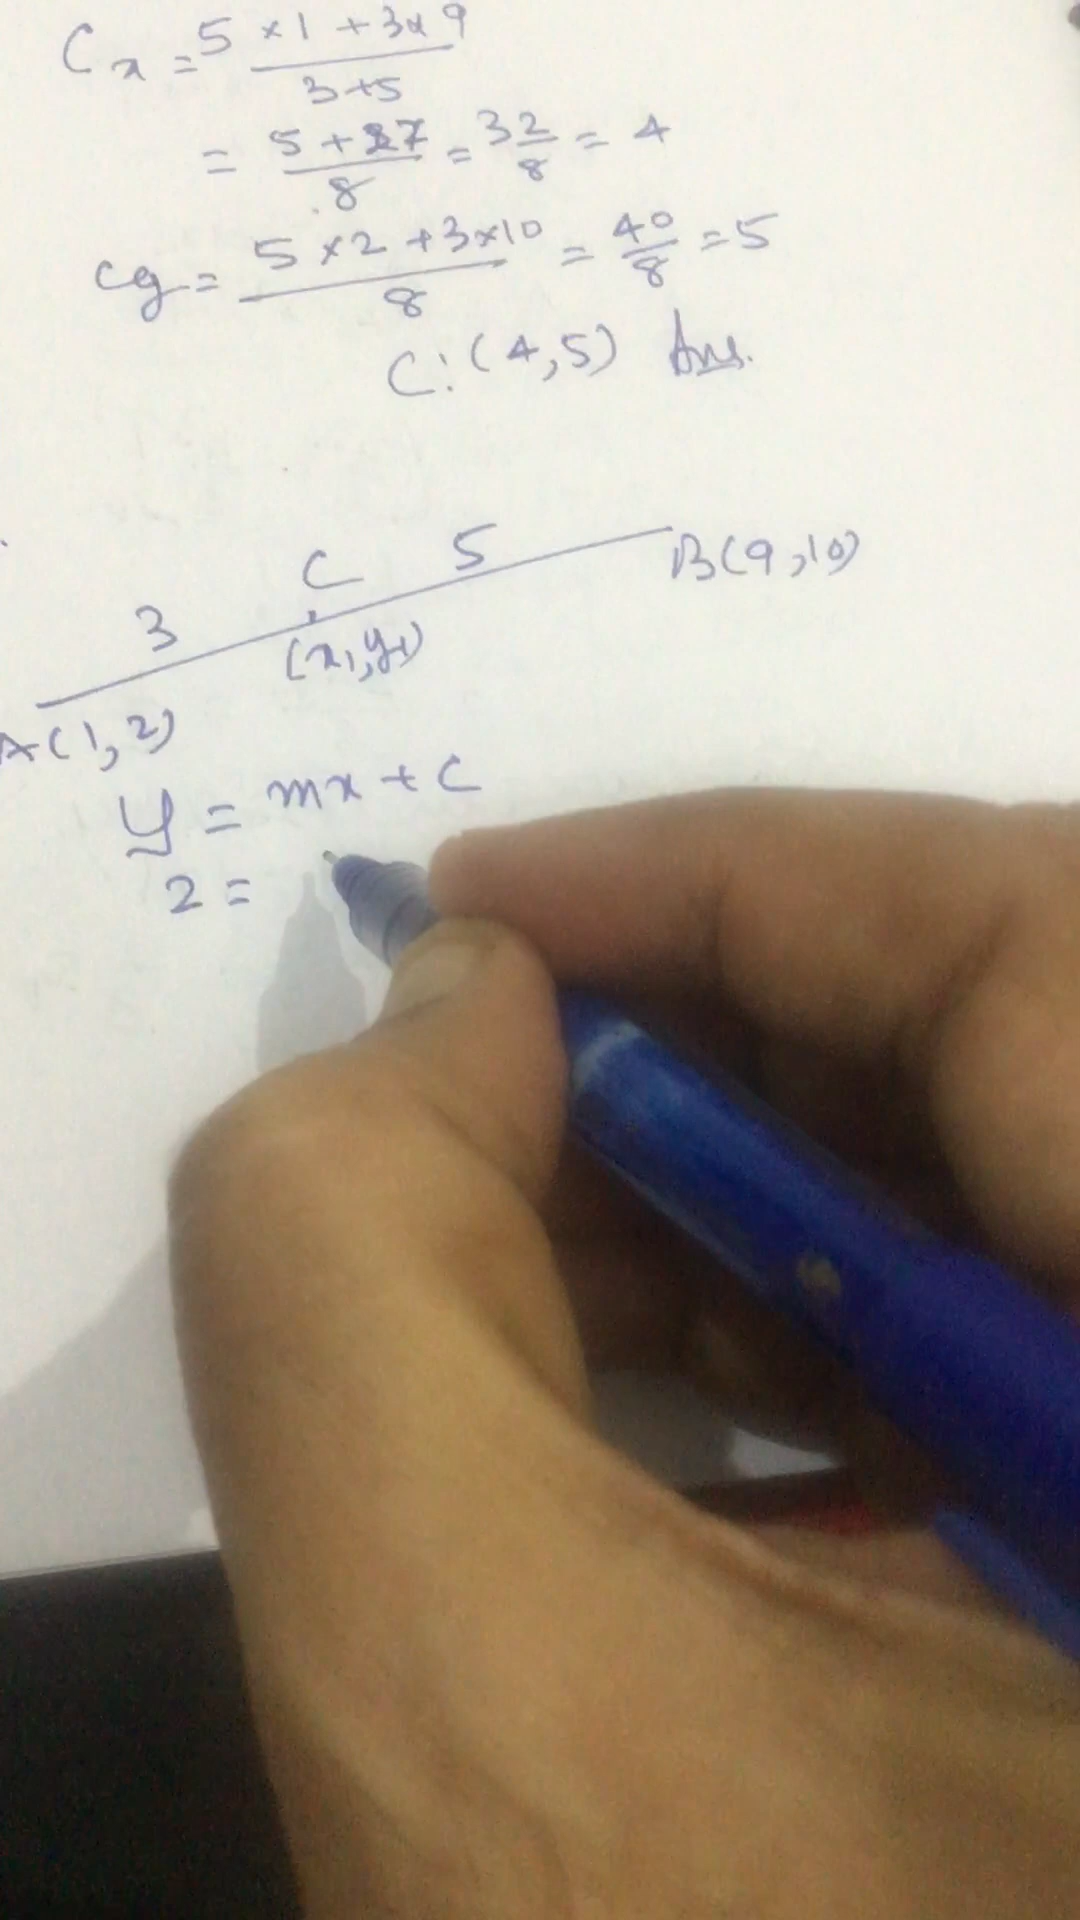 Cx = 5 × 1 + 3 × 9
3+5
= 5 + 27 / 8 = 32/8 = 4
Cy = 5 × 2 + 3×10 / 8 = 40/8 = 5
C: (4,5) Ans.
3 C 5 B(9,10)
(x1,y1)
A(1,2)
y = mx + c
2 =